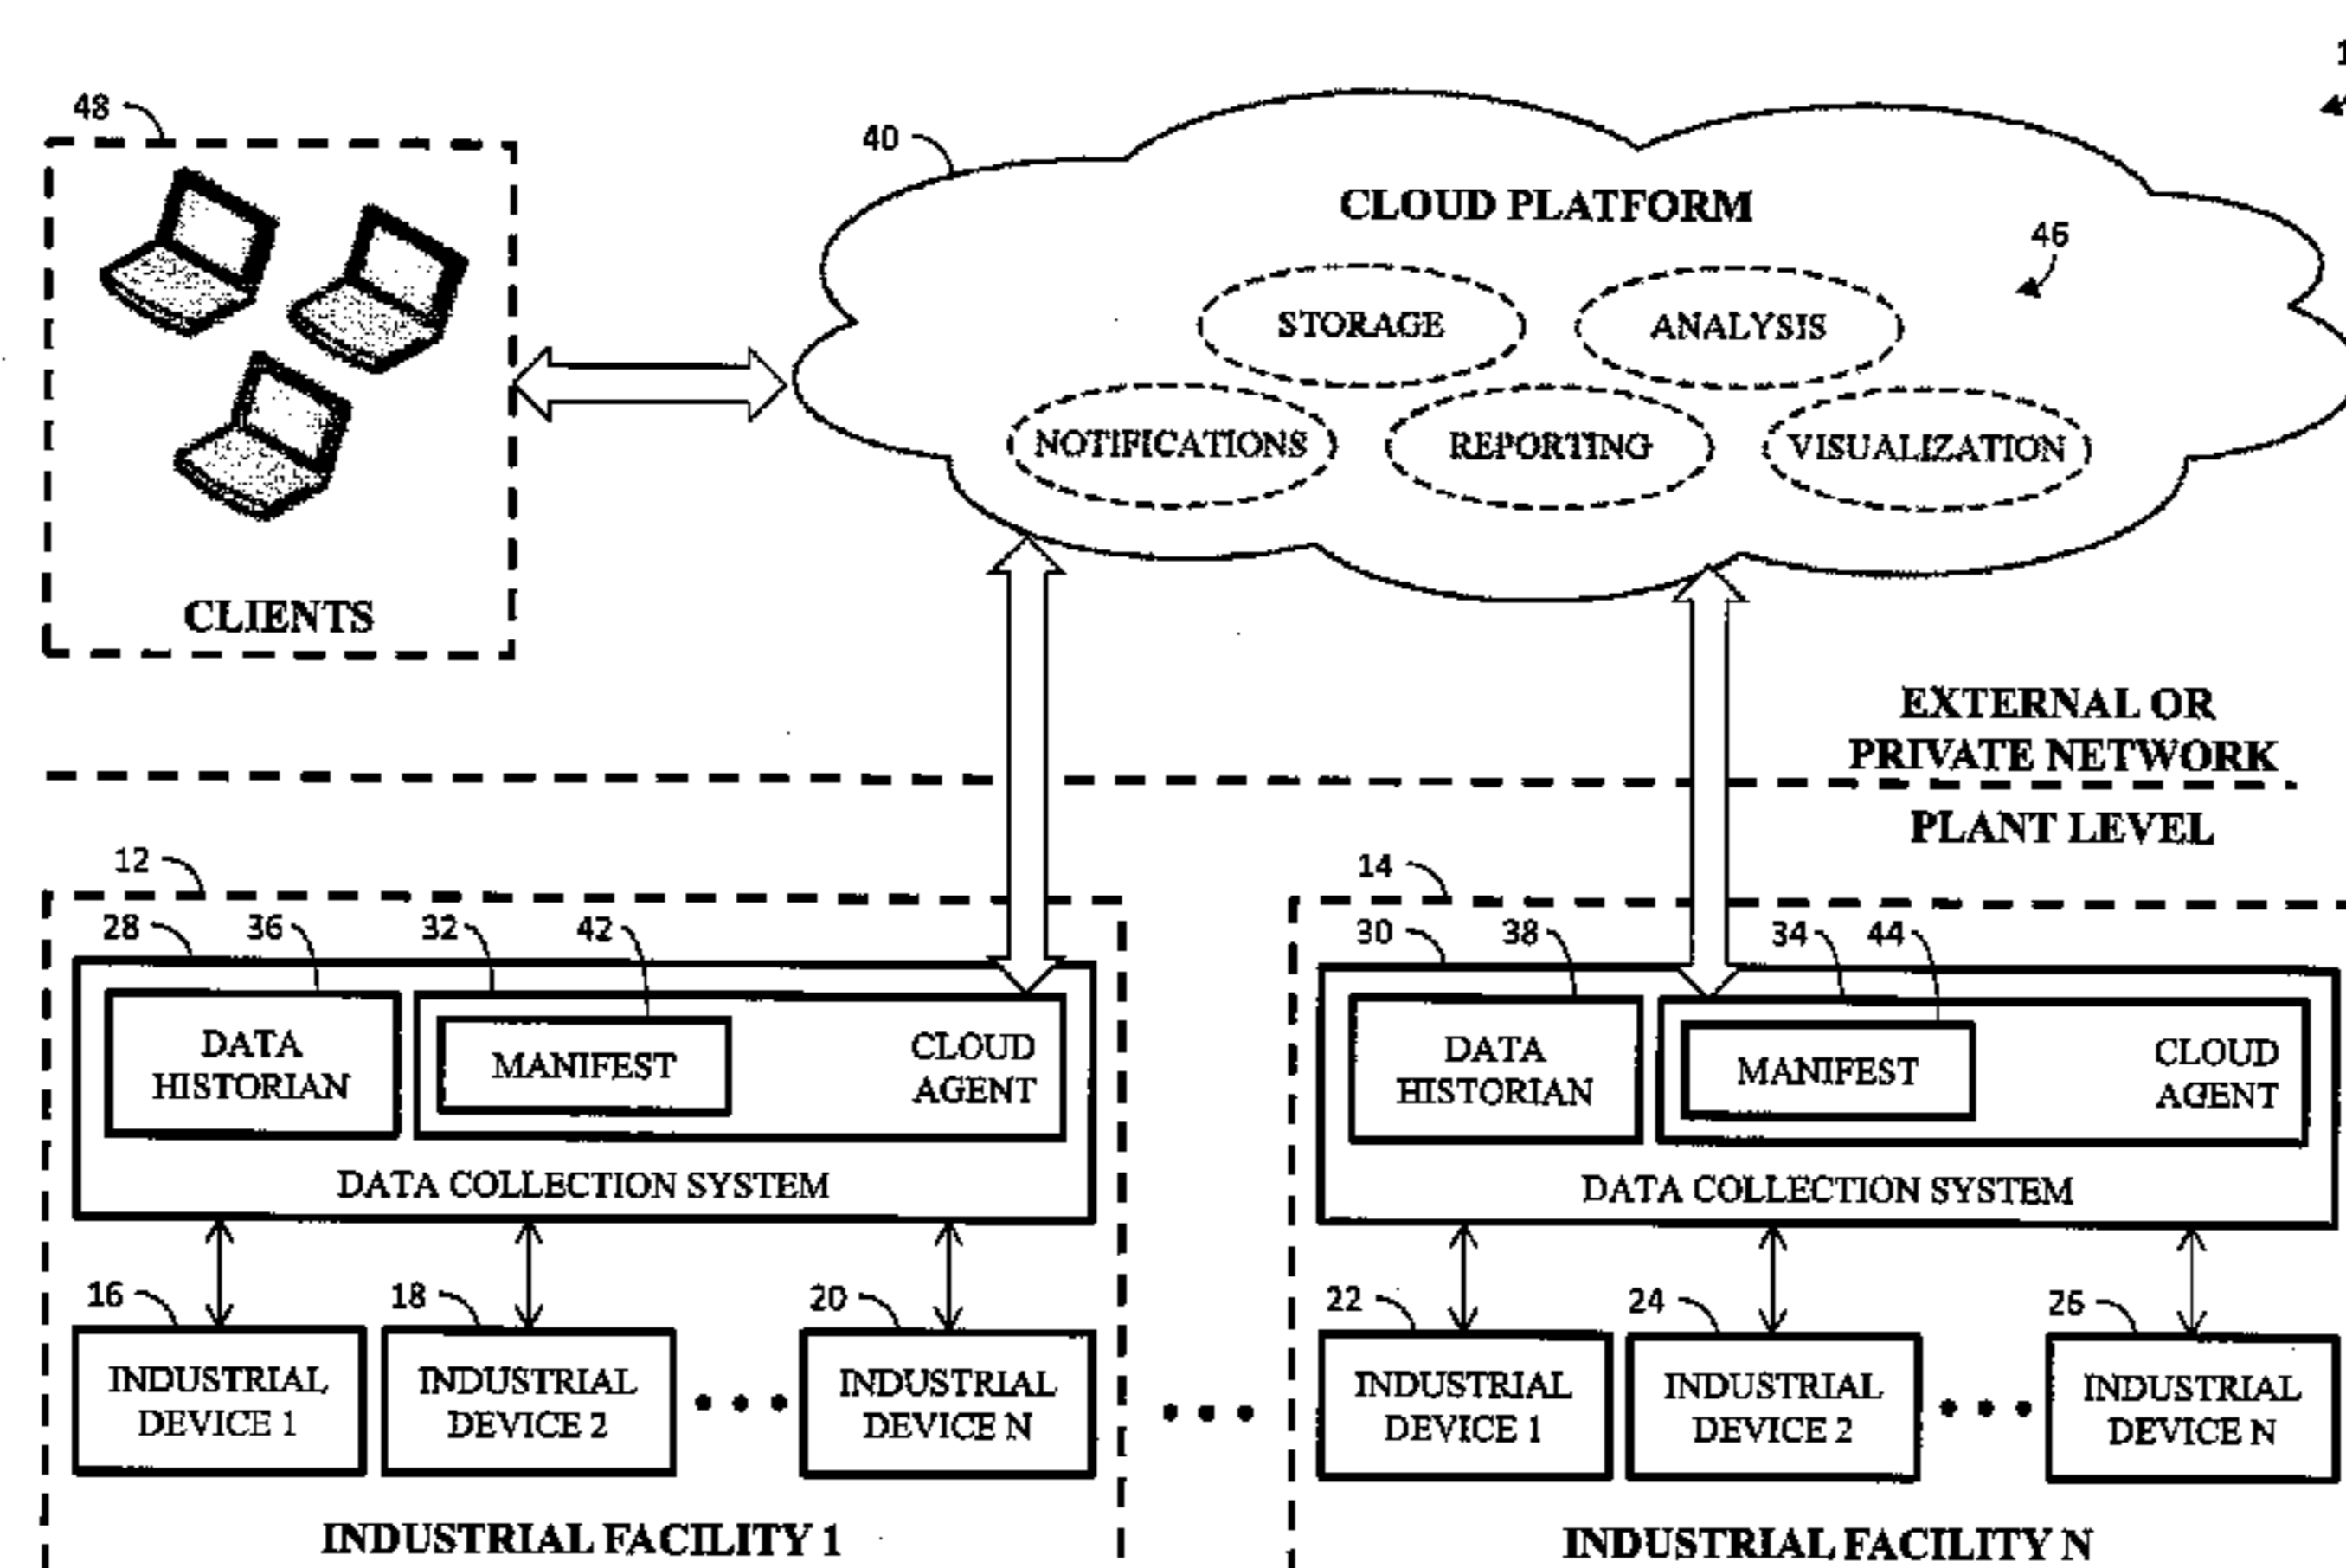 48
40
CLOUD PLATFORM
46
STORAGE
ANALYSIS
NOTIFICATIONS
REPORTING
VISUALIZATION
CLIENTS
EXTERNAL OR
PRIVATE NETWORK
PLANT LEVEL
12
28
36
32
42
DATA
HISTORIAN
MANIFEST
CLOUD
AGENT
DATA COLLECTION SYSTEM
16
18
20
INDUSTRIAL
DEVICE 1
INDUSTRIAL
DEVICE 2
INDUSTRIAL
DEVICE N
INDUSTRIAL FACILITY 1
14
30
38
34
44
DATA
HISTORIAN
MANIFEST
CLOUD
AGENT
DATA COLLECTION SYSTEM
22
24
26
INDUSTRIAL
DEVICE 1
INDUSTRIAL
DEVICE 2
INDUSTRIAL
DEVICE N
INDUSTRIAL FACILITY N